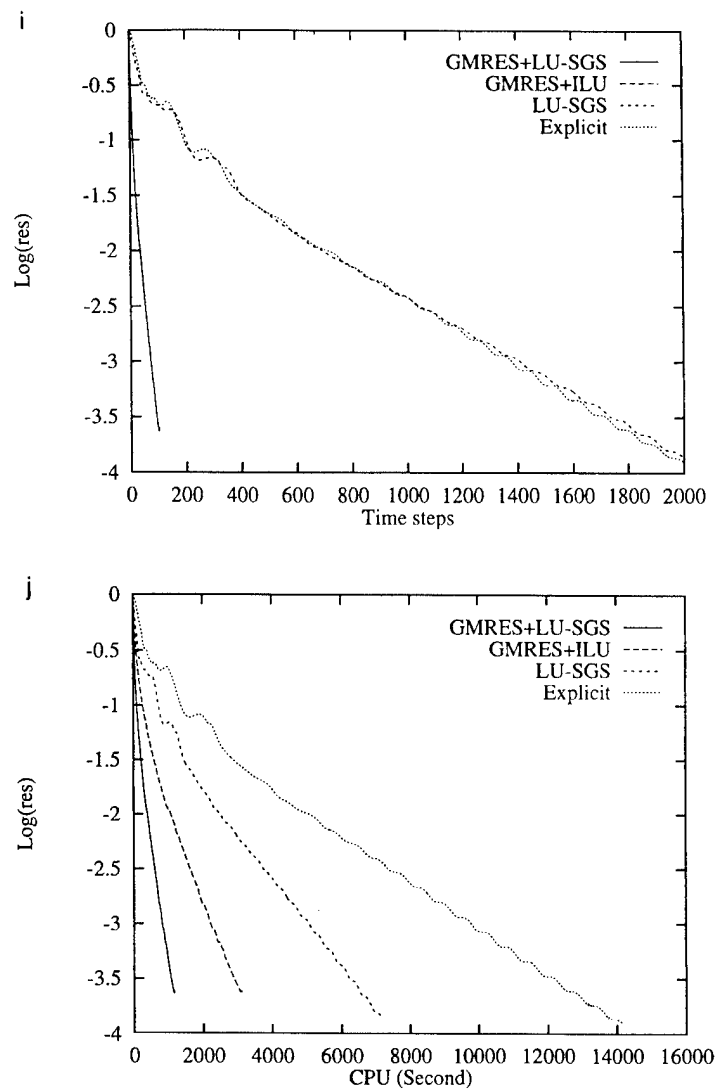 i
0
-0.5
-1
-1.5
-2
-2.5
-3
-3.5
-4
Log(res)
GMRES+LU-SGS
GMRES+ILU
LU-SGS
Explicit
0 200 400 600 800 1000 1200 1400 1600 1800 2000
Time steps
j
0
-0.5
-1
-1.5
-2
-2.5
-3
-3.5
-4
Log(res)
GMRES+LU-SGS
GMRES+ILU
LU-SGS
Explicit
0 2000 4000 6000 8000 10000 12000 14000 16000
CPU (Second)